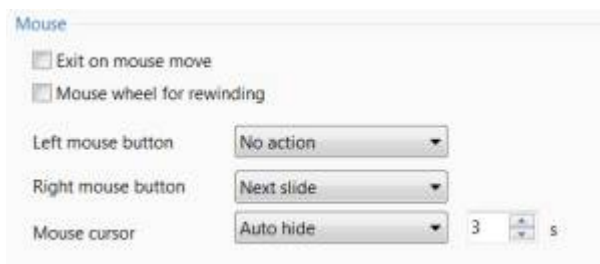 Mouse
Exit on mouse move
Mouse wheel for rewinding
Left mouse button No action
Right mouse button Next slide
Mouse cursor Auto hide 3 s